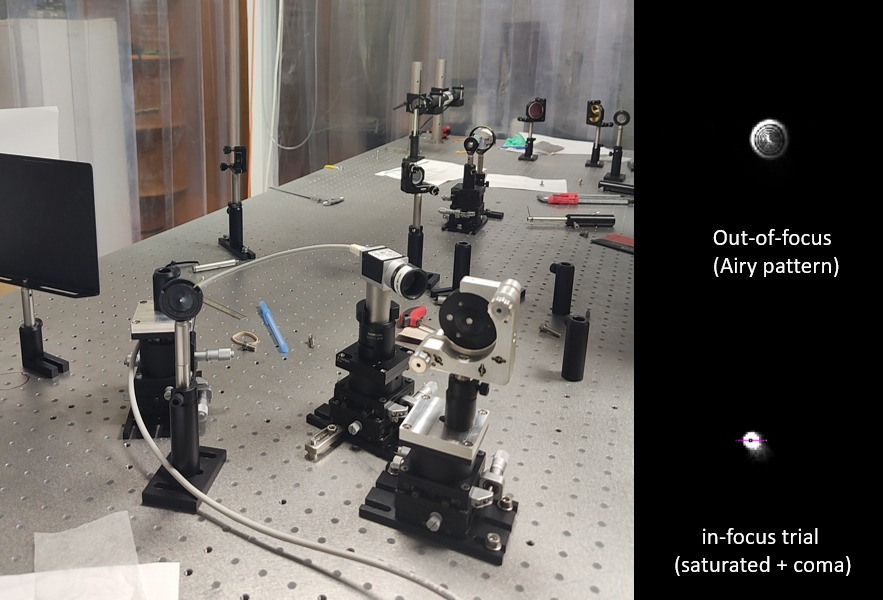 Out-of-focus
(Airy pattern)
in-focus trial
(saturated + coma)